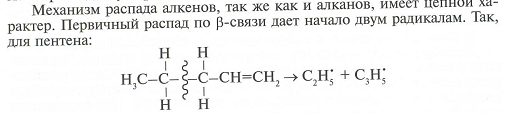 Механизм распада алкенов, так же как и алканов, имеет цепной ха-
рактер. Первичный распад по β-связи дает начало двум радикалам. Так,
для пентена:
H H
H₃C–C–C–CH=CH₂ → C₂H₅• + C₃H₅•
H H